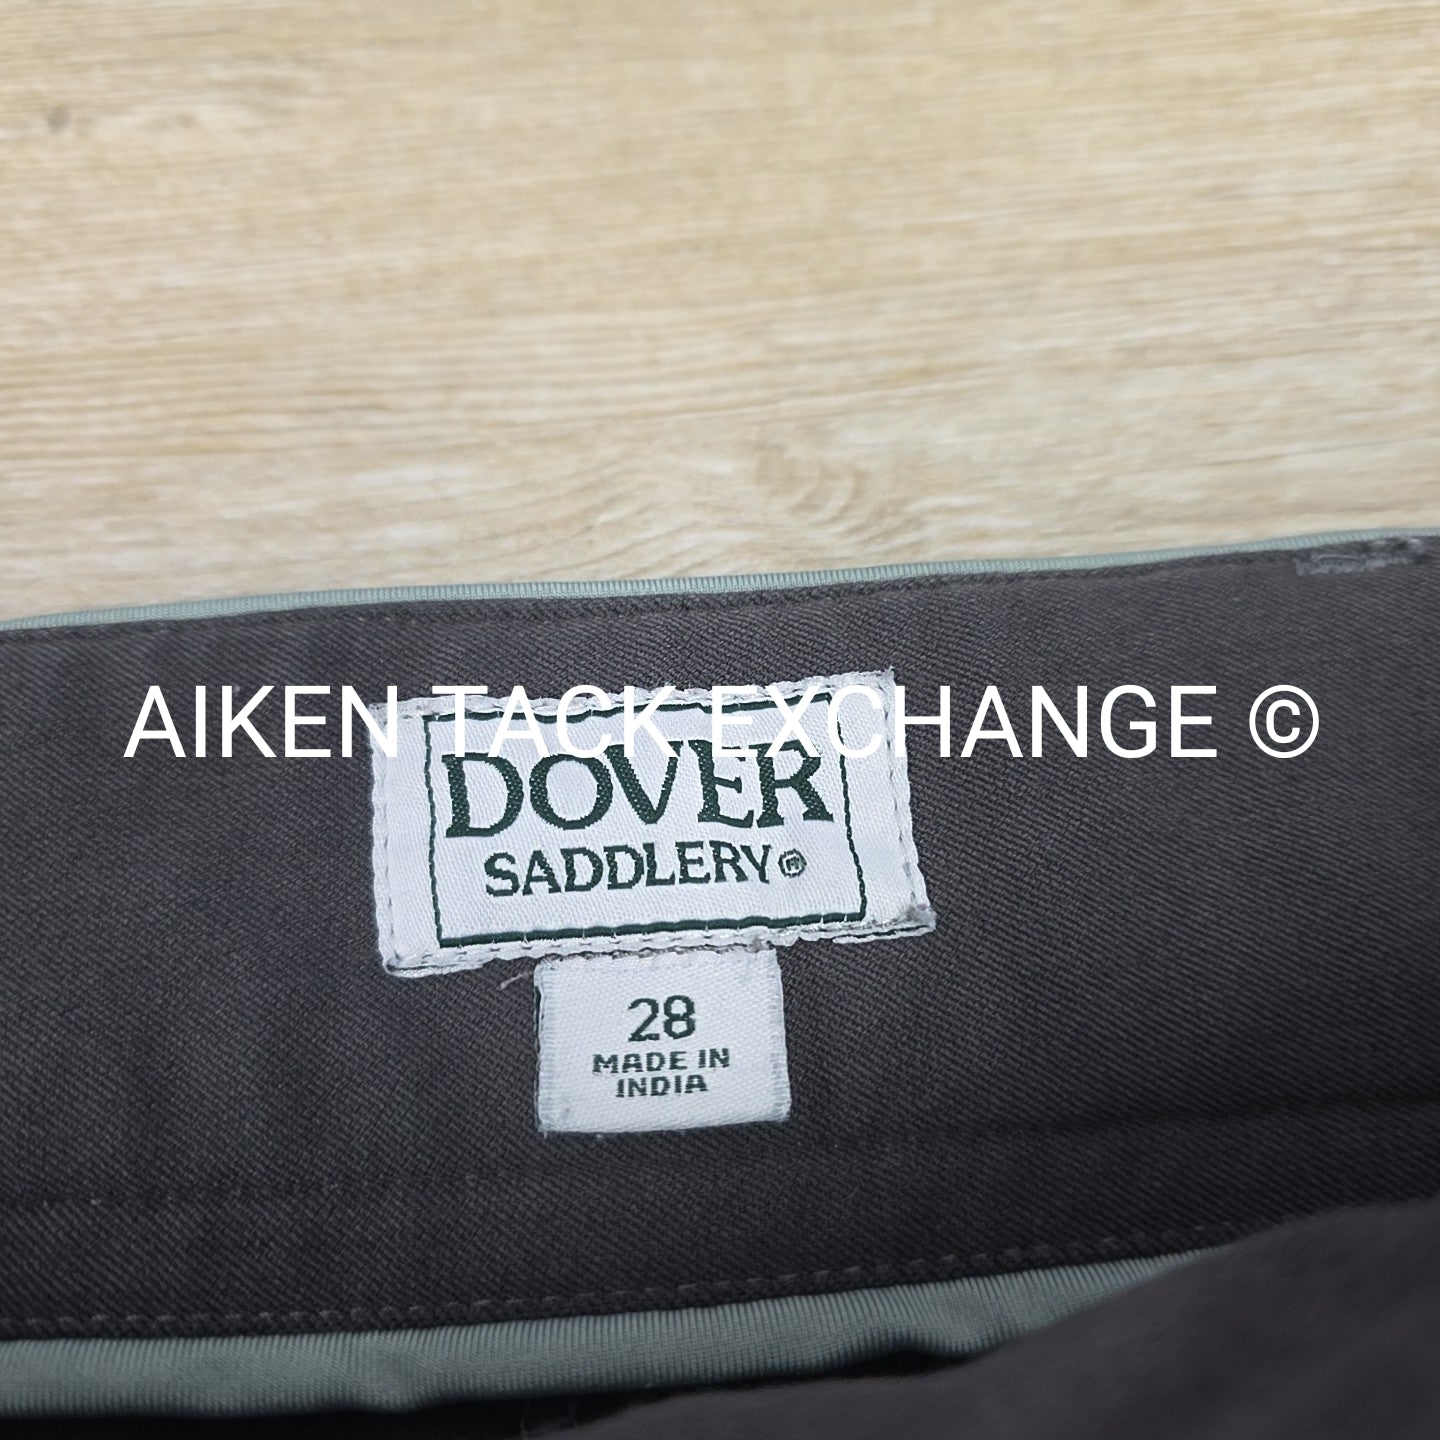 AIKEN TACK EXCHANGE ©
DOVER
SADDLERY®
28
MADE IN
INDIA